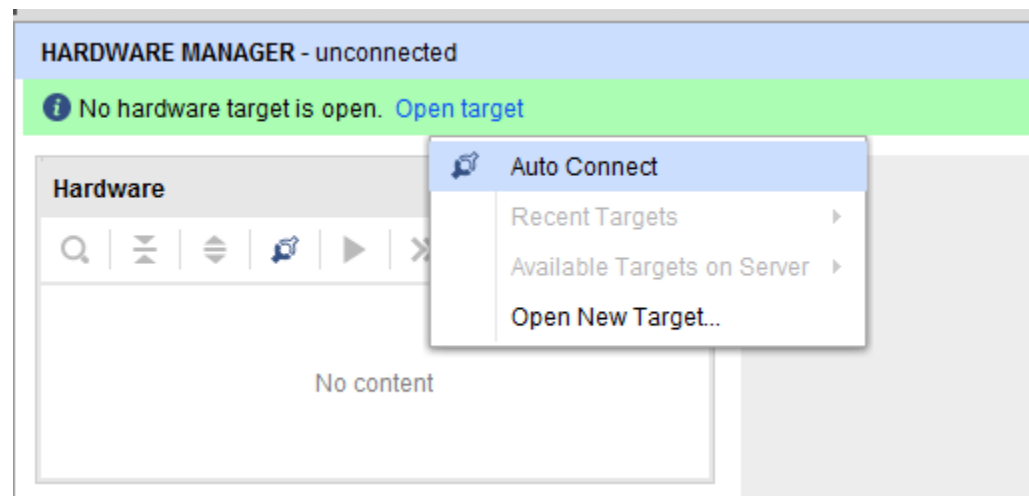 HARDWARE MANAGER - unconnected
No hardware target is open. Open target
Auto Connect
Hardware
Recent Targets
Available Targets on Server
Open New Target...
No content